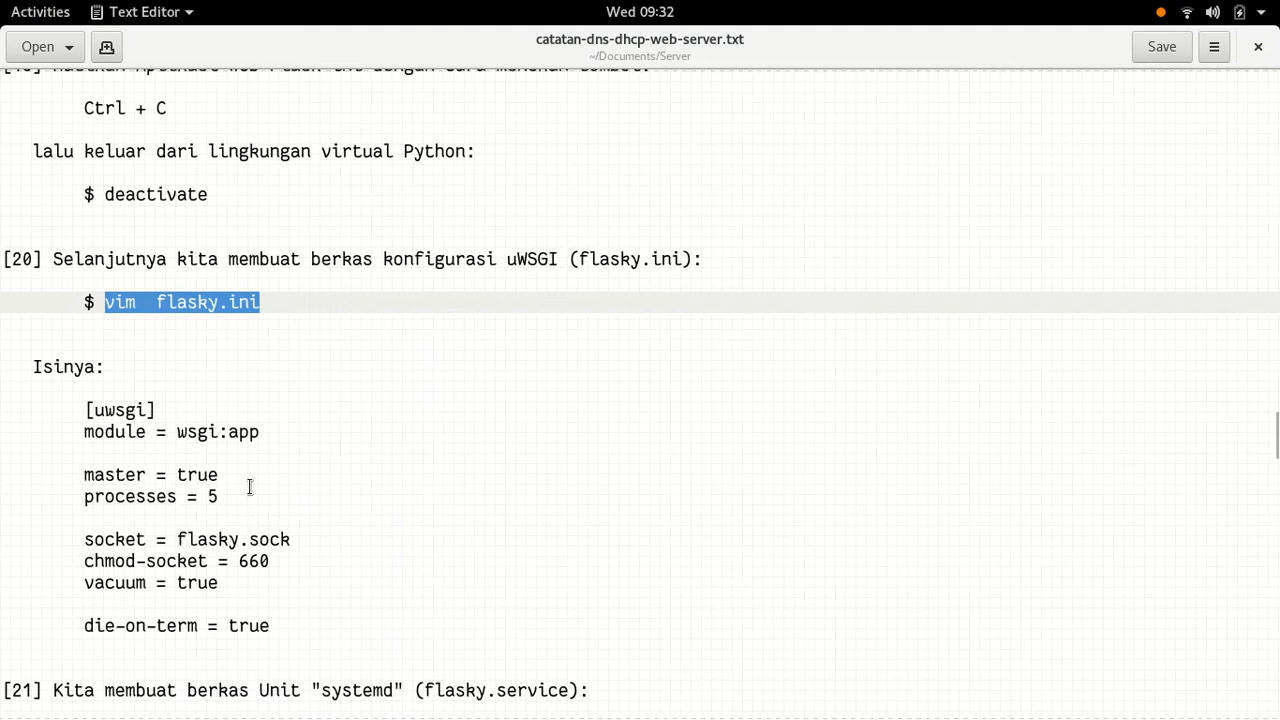 Activities
Text Editor
Wed 09:32
Open
catatan-dns-dhcp-web-server.txt
~/Documents/Server
Save
Ctrl + C
lalu keluar dari lingkungan virtual Python:
$ deactivate
[20] Selanjutnya kita membuat berkas konfigurasi uWSGI (flasky.ini):
$ vim  flasky.ini
Isinya:
[uwsgi]
module = wsgi:app
master = true
processes = 5
socket = flasky.sock
chmod-socket = 660
vacuum = true
die-on-term = true
[21] Kita membuat berkas Unit "systemd" (flasky.service):